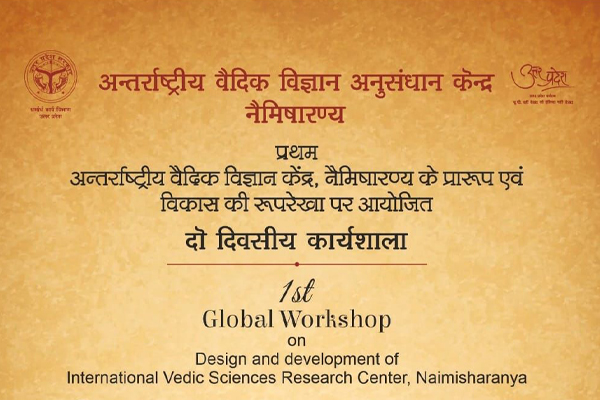 अन्तर्राष्ट्रीय वैदिक विज्ञान अनुसंधान केन्द्र
नैमिषारण्य
प्रथम
अन्तर्राष्ट्रीय वैदिक विज्ञान केंद्र, नैमिषारण्य के प्रारूप एवं
विकास की रूपरेखा पर आयोजित
दो दिवसीय कार्यशाला
1st
Global Workshop
on
Design and development of
International Vedic Sciences Research Center, Naimisharanya